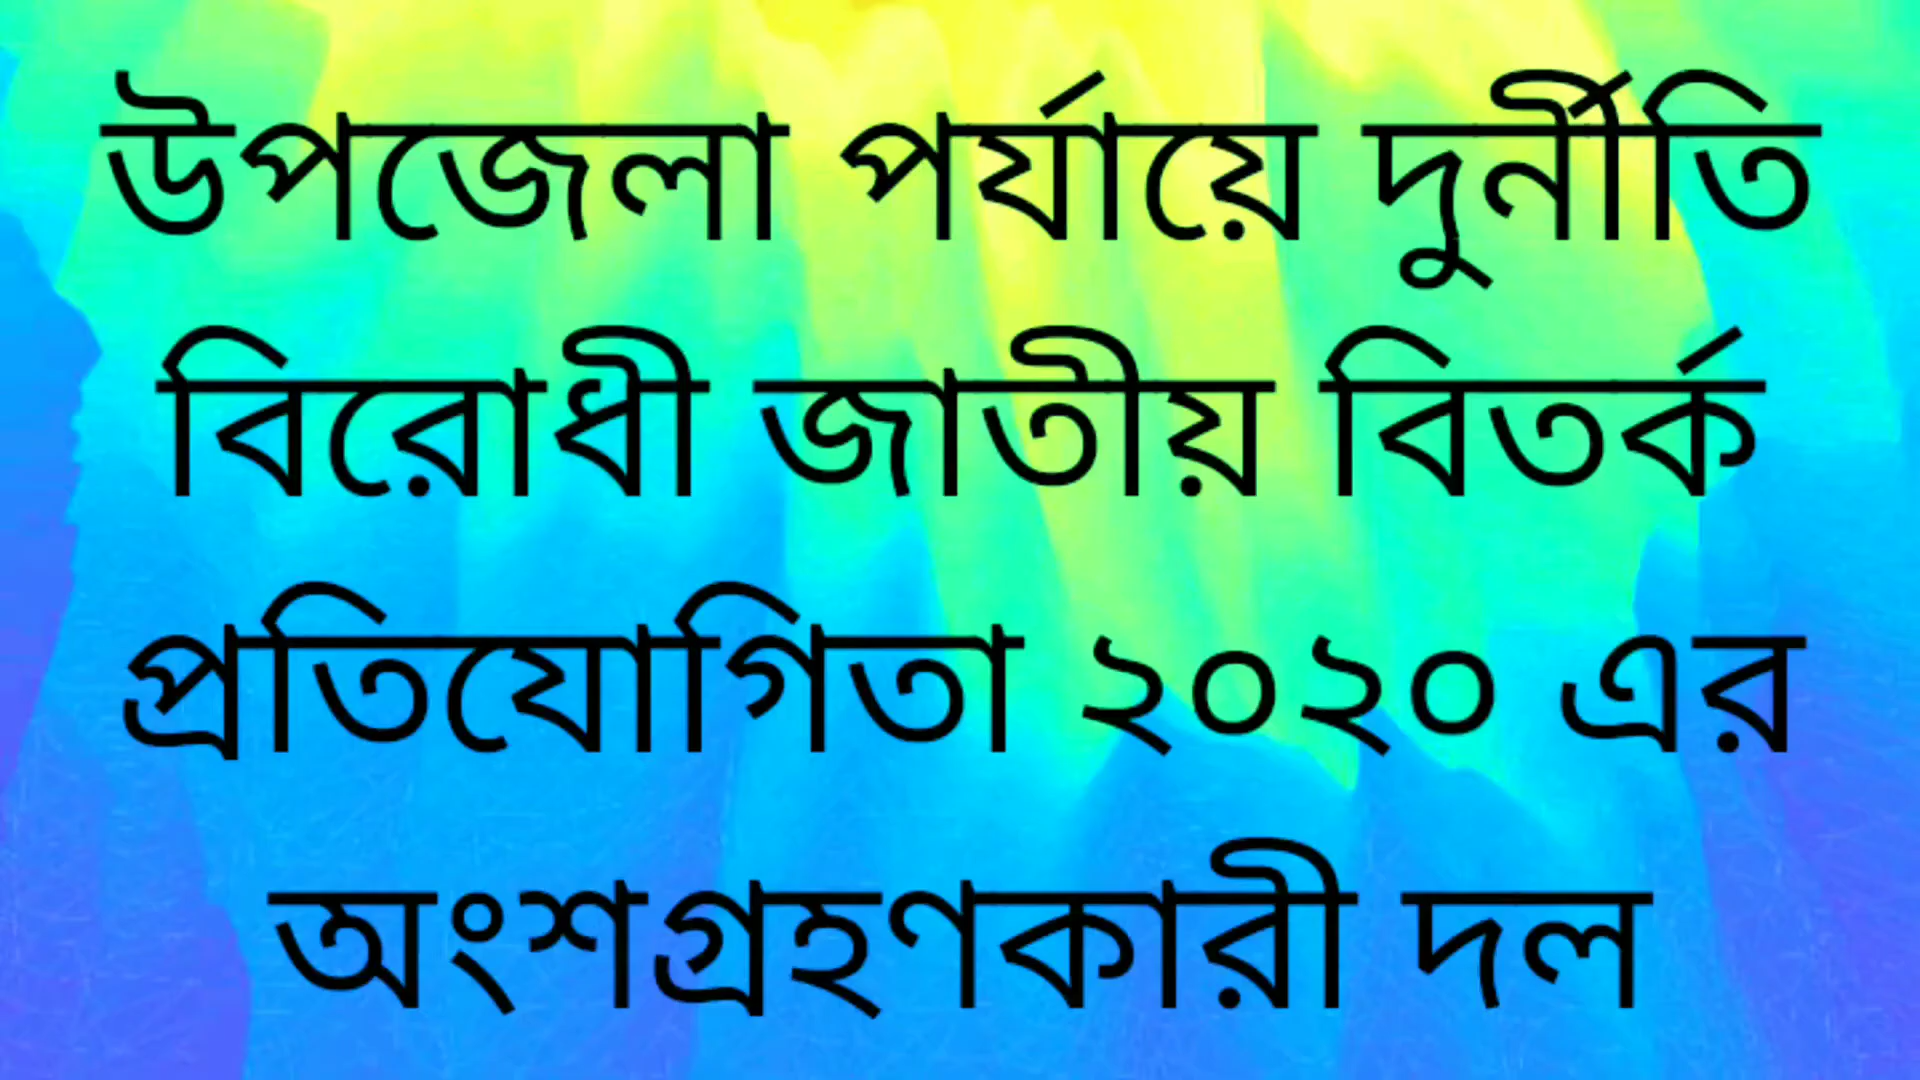 উপজেলা পর্যায়ে দুর্নীতি
বিরোধী জাতীয় বিতর্ক
প্রতিযোগিতা ২০২০ এর
অংশগ্রহণকারী দল